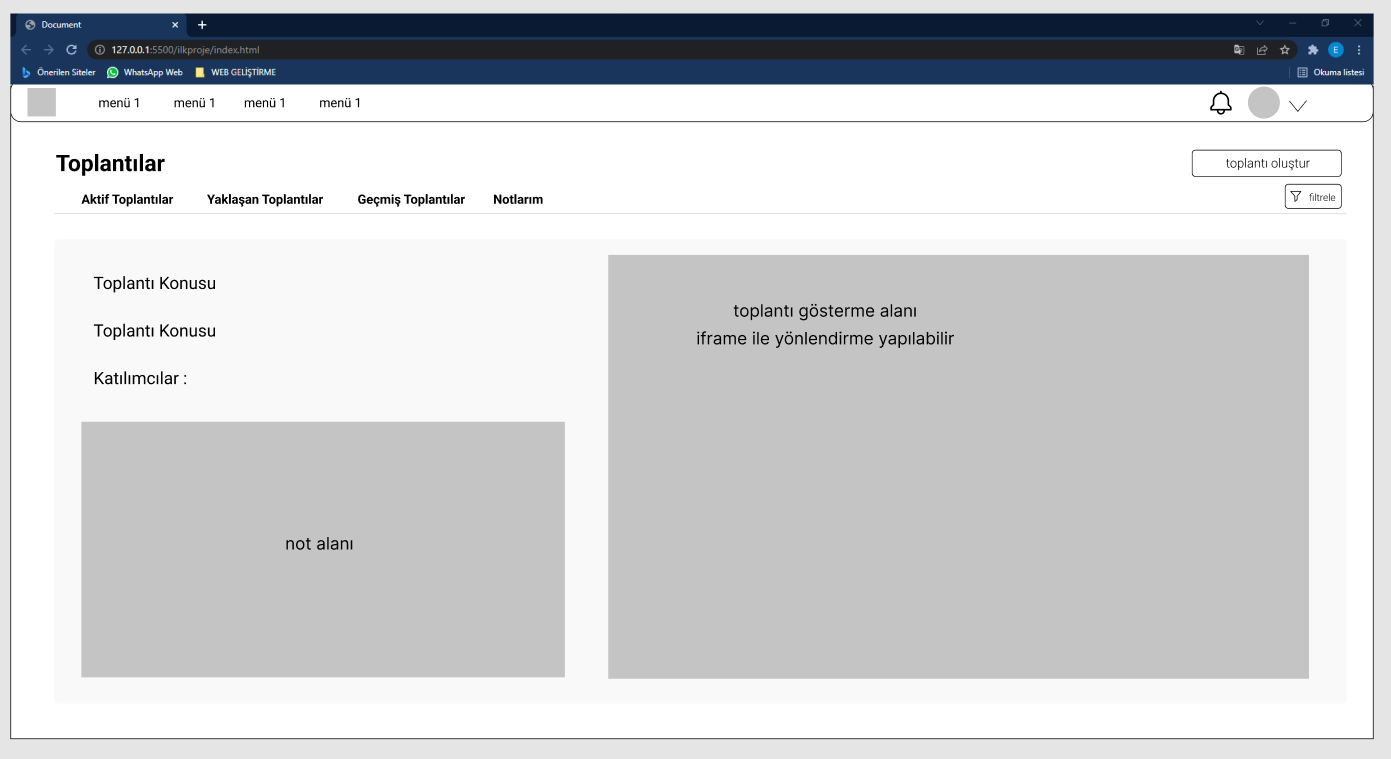 Document
127.0.0.1:5500/ilkproje/index.html
E
Önerilen Siteler WhatsApp Web WEB GELİŞTİRME Okuma listesi
menü 1 menü 1 menü 1 menü 1
Toplantılar
toplantı oluştur
Aktif Toplantılar Yaklaşan Toplantılar Geçmiş Toplantılar Notlarım
filtrele
Toplantı Konusu
Toplantı Konusu
Katılımcılar :
not alanı
toplantı gösterme alanı
iframe ile yönlendirme yapılabilir